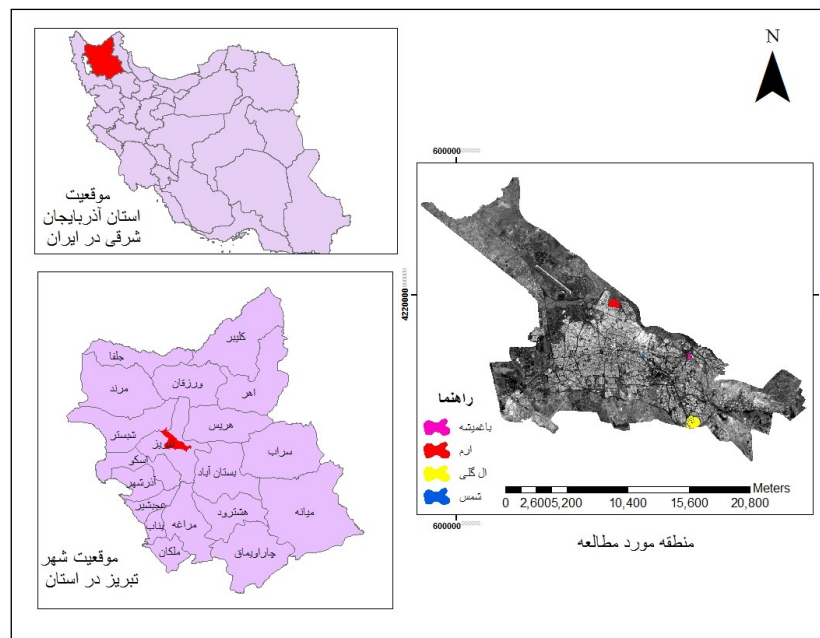 N
موقعیت
استان آذربایجان
شرقی در ایران
کلیبر
جلفا
ورزقان
اهر
مرند
هریس
شبستر
تبریز
سراب
اسکو
بستان آباد
آذرشهر
میانه
عجبشیر
هشترود
مراغه
بناب
ملکان
چاراویماق
موقعیت شهر
تبریز در استان
600000
4220000
راهنما
باغمیشه
ارم
ال گلی
شمس
Meters
0 2,6005,200 10,400 15,600 20,800
600000
منطقه مورد مطالعه